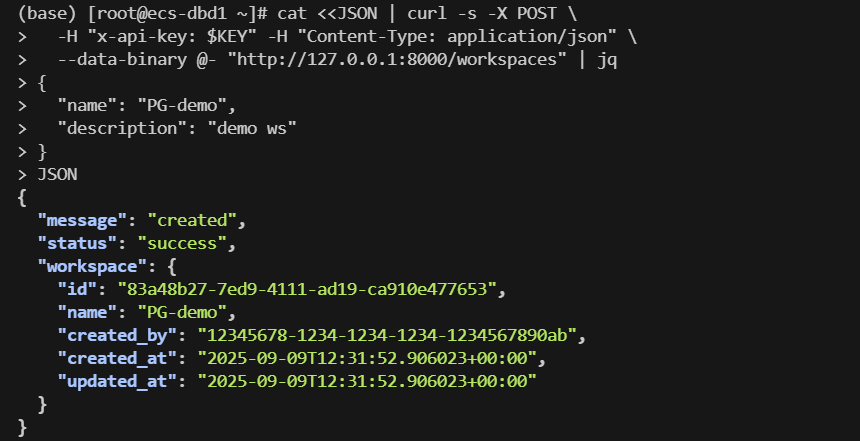 (base) [root@ecs-dbd1 ~]# cat <<JSON | curl -s -X POST \
>   -H "x-api-key: $KEY" -H "Content-Type: application/json" \
>   --data-binary @- "http://127.0.0.1:8000/workspaces" | jq
> {
>   "name": "PG-demo",
>   "description": "demo ws"
> }
> JSON
{
  "message": "created",
  "status": "success",
  "workspace": {
    "id": "83a48b27-7ed9-4111-ad19-ca910e477653",
    "name": "PG-demo",
    "created_by": "12345678-1234-1234-1234-1234567890ab",
    "created_at": "2025-09-09T12:31:52.906023+00:00",
    "updated_at": "2025-09-09T12:31:52.906023+00:00"
  }
}